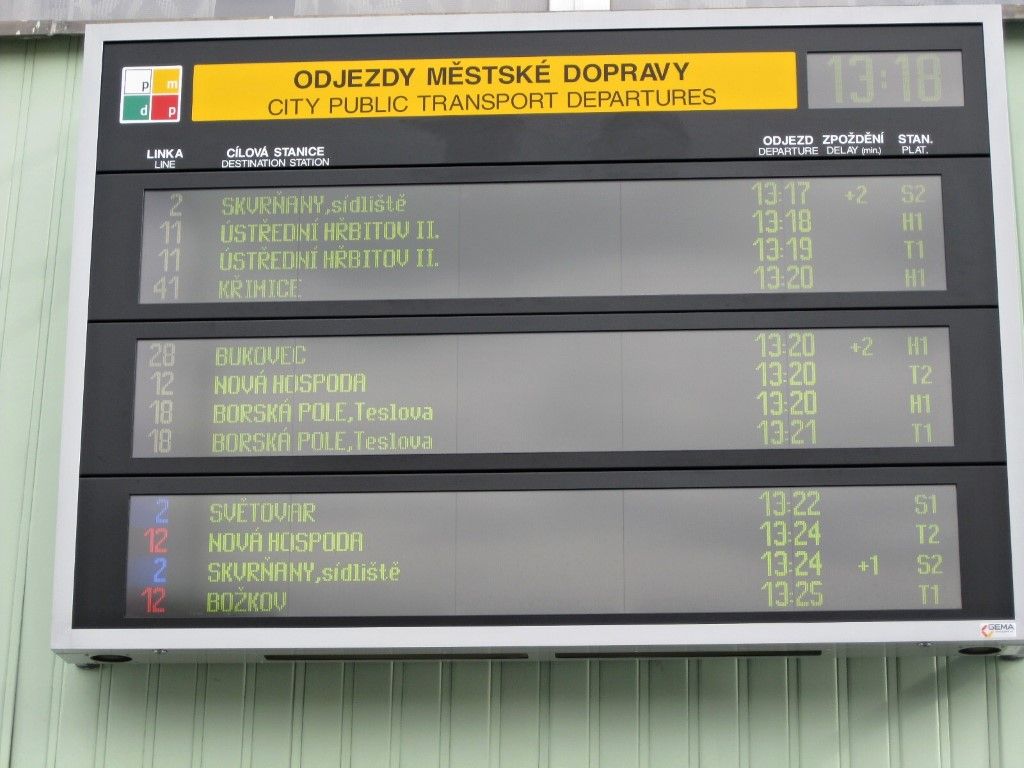 pm
dp
ODJEZDY MĚSTSKÉ DOPRAVY
CITY PUBLIC TRANSPORT DEPARTURES
13:18
LINKA CÍLOVÁ STANICE ODJEZD ZPOŽDĚNÍ STAN.
LINE DESTINATION STATION DEPARTURE DELAY (min.) PLAT.
2 SKVRŇANY,sídliště 13:17 +2 S2
11 ÚSTŘEDNÍ HŘBITOV II. 13:18 H1
11 ÚSTŘEDNÍ HŘBITOV II. 13:19 T1
41 KŘIMICE 13:20 H1
28 BUKOVEC 13:20 +2 H1
12 NOVÁ HOSPODA 13:20 T2
18 BORSKÁ POLE,Teslova 13:20 H1
18 BORSKÁ POLE,Teslova 13:21 T1
2 SVĚTOVAR 13:22 S1
12 NOVÁ HOSPODA 13:24 T2
2 SKVRŇANY,sídliště 13:24 +1 S2
12 BOŽKOV 13:25 T1
GEMA